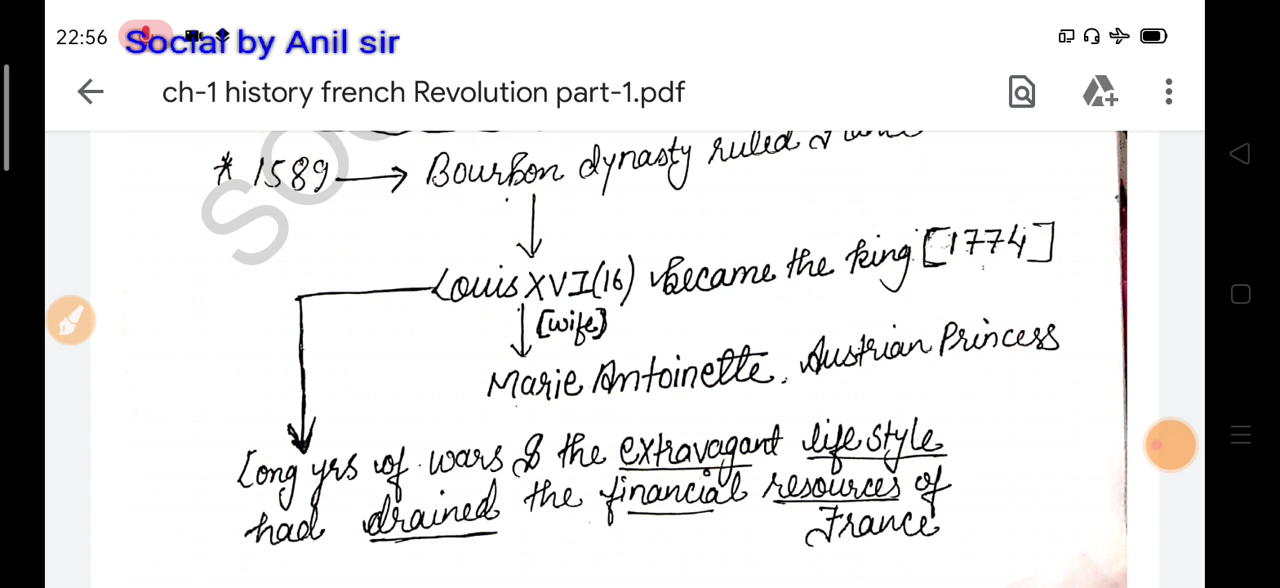 22:56 Social by Anil sir
ch-1 history french Revolution part-1.pdf
* 1589 → Bourbon dynasty ruled
Louis XVI(16) became the king [1774]
[wife]
Marie Antoinette. Austrian Princess
Long yrs of wars & the extravagant life style
had drained the financial resources of
France